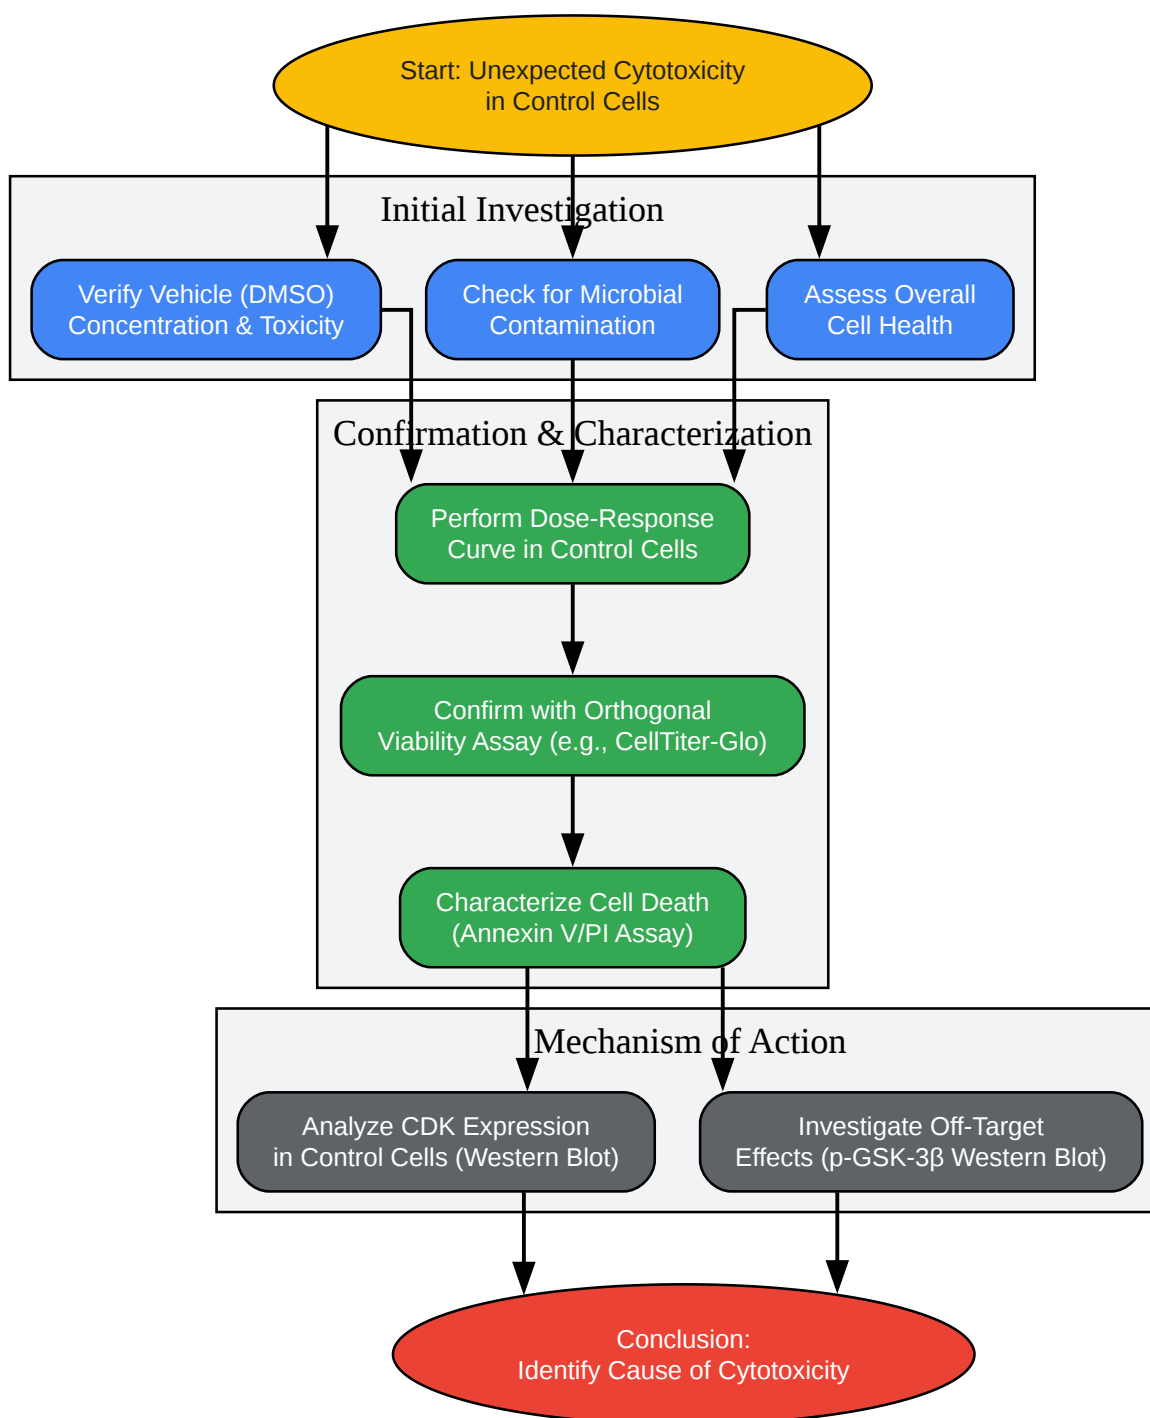 Start: Unexpected Cytotoxicity
in Control Cells
Initial Investigation
Verify Vehicle (DMSO)
Concentration & Toxicity
Check for Microbial
Contamination
Assess Overall
Cell Health
Confirmation & Characterization
Perform Dose-Response
Curve in Control Cells
Confirm with Orthogonal
Viability Assay (e.g., CellTiter-Glo)
Characterize Cell Death
(Annexin V/PI Assay)
Mechanism of Action
Analyze CDK Expression
in Control Cells (Western Blot)
Investigate Off-Target
Effects (p-GSK-3β Western Blot)
Conclusion:
Identify Cause of Cytotoxicity